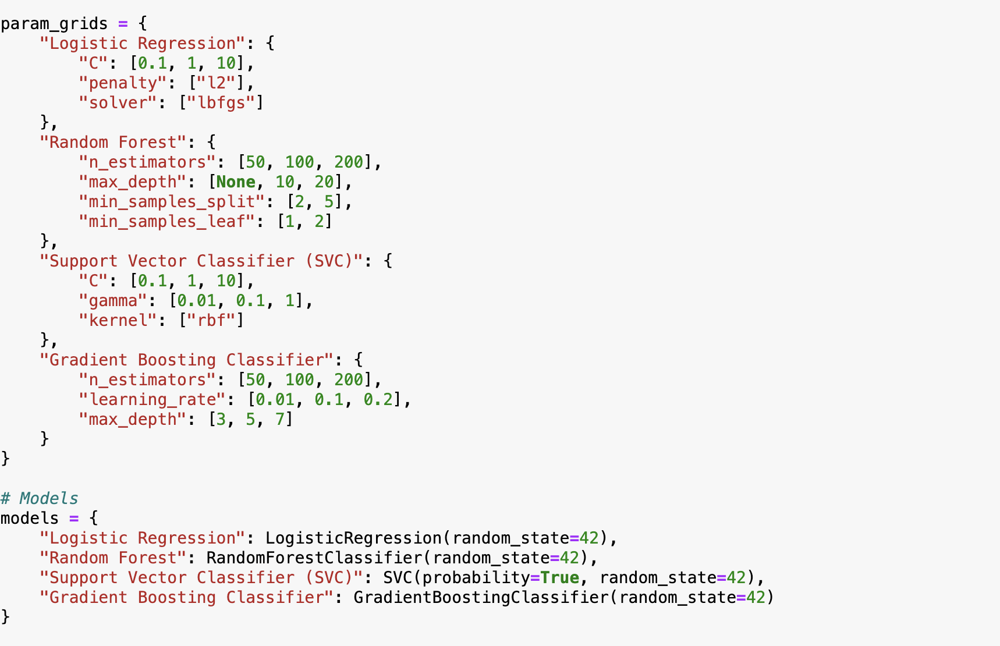 param_grids = {
    "Logistic Regression": {
        "C": [0.1, 1, 10],
        "penalty": ["l2"],
        "solver": ["lbfgs"]
    },
    "Random Forest": {
        "n_estimators": [50, 100, 200],
        "max_depth": [None, 10, 20],
        "min_samples_split": [2, 5],
        "min_samples_leaf": [1, 2]
    },
    "Support Vector Classifier (SVC)": {
        "C": [0.1, 1, 10],
        "gamma": [0.01, 0.1, 1],
        "kernel": ["rbf"]
    },
    "Gradient Boosting Classifier": {
        "n_estimators": [50, 100, 200],
        "learning_rate": [0.01, 0.1, 0.2],
        "max_depth": [3, 5, 7]
    }
}

# Models
models = {
    "Logistic Regression": LogisticRegression(random_state=42),
    "Random Forest": RandomForestClassifier(random_state=42),
    "Support Vector Classifier (SVC)": SVC(probability=True, random_state=42),
    "Gradient Boosting Classifier": GradientBoostingClassifier(random_state=42)
}